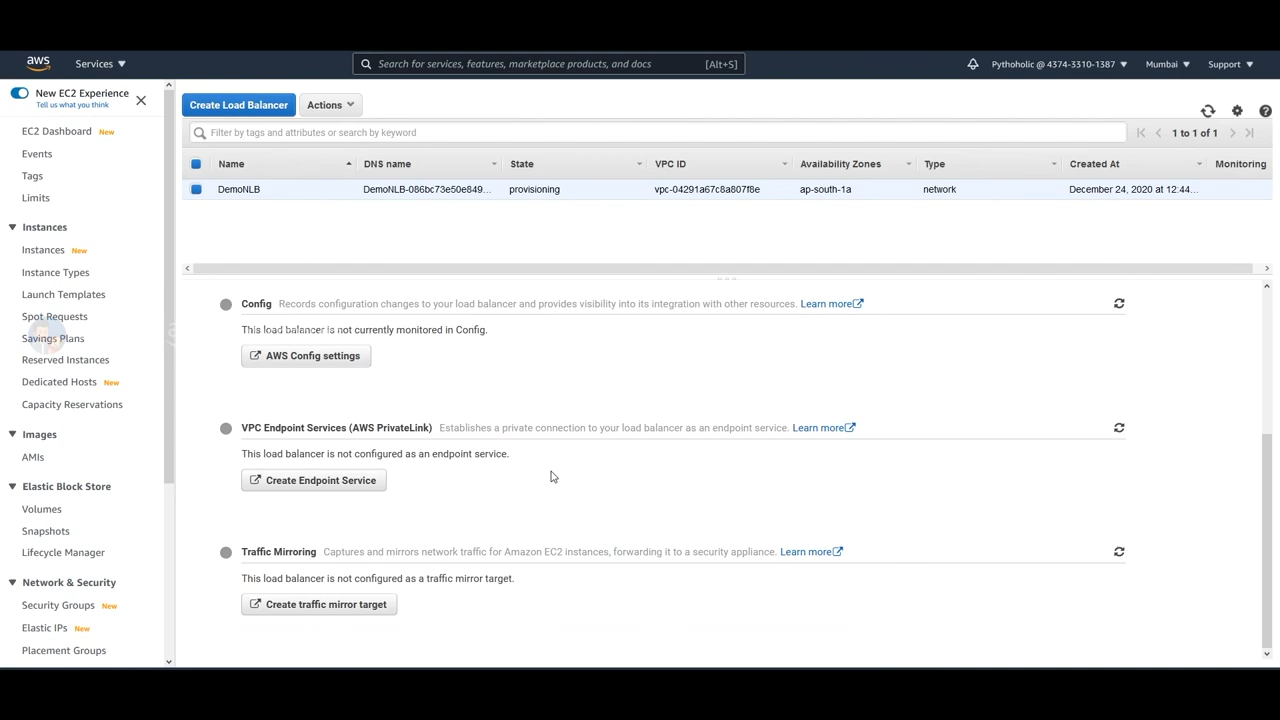 aws Services Search for services, features, marketplace products, and docs [Alt+S] Pythoholic @ 4374-3310-1387 Mumbai Support
New EC2 Experience
Tell us what you think
EC2 Dashboard New
Events
Tags
Limits
Instances
Instances New
Instance Types
Launch Templates
Spot Requests
Savings Plans
Reserved Instances
Dedicated Hosts New
Capacity Reservations
Images
AMIs
Elastic Block Store
Volumes
Snapshots
Lifecycle Manager
Network & Security
Security Groups New
Elastic IPs New
Placement Groups
Create Load Balancer Actions
Filter by tags and attributes or search by keyword 1 to 1 of 1
Name DNS name State VPC ID Availability Zones Type Created At Monitoring
DemoNLB DemoNLB-086bc73e50e849... provisioning vpc-04291a67c8a807f8e ap-south-1a network December 24, 2020 at 12:44...
Config Records configuration changes to your load balancer and provides visibility into its integration with other resources. Learn more
This load balancer is not currently monitored in Config.
AWS Config settings
VPC Endpoint Services (AWS PrivateLink) Establishes a private connection to your load balancer as an endpoint service. Learn more
This load balancer is not configured as an endpoint service.
Create Endpoint Service
Traffic Mirroring Captures and mirrors network traffic for Amazon EC2 instances, forwarding it to a security appliance. Learn more
This load balancer is not configured as a traffic mirror target.
Create traffic mirror target